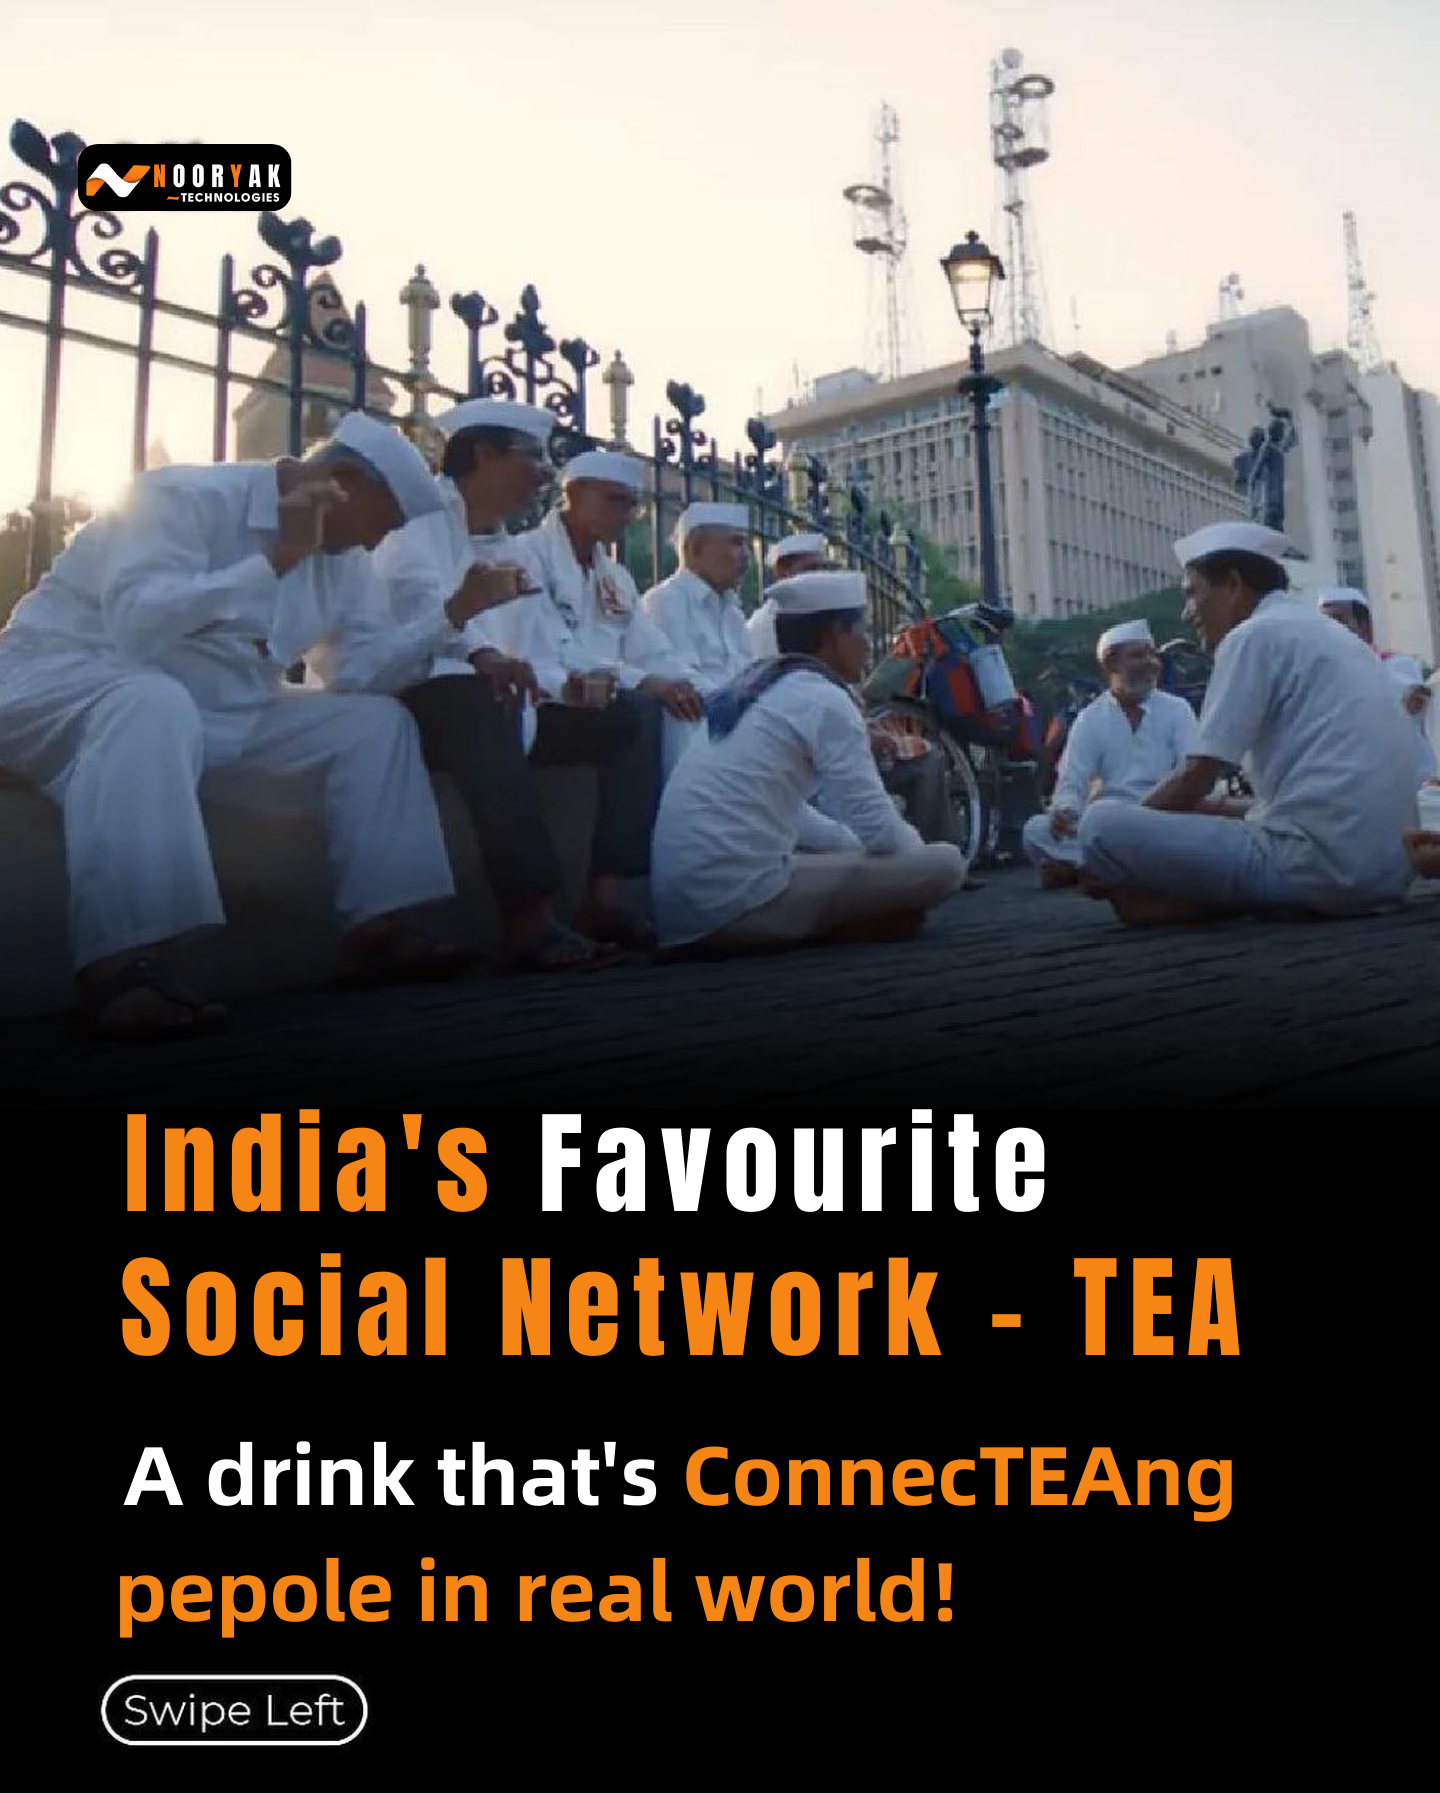 NOORYAK
TECHNOLOGIES
India's Favourite
Social Network - TEA
A drink that's ConnecTEAng
pepole in real world!
Swipe Left